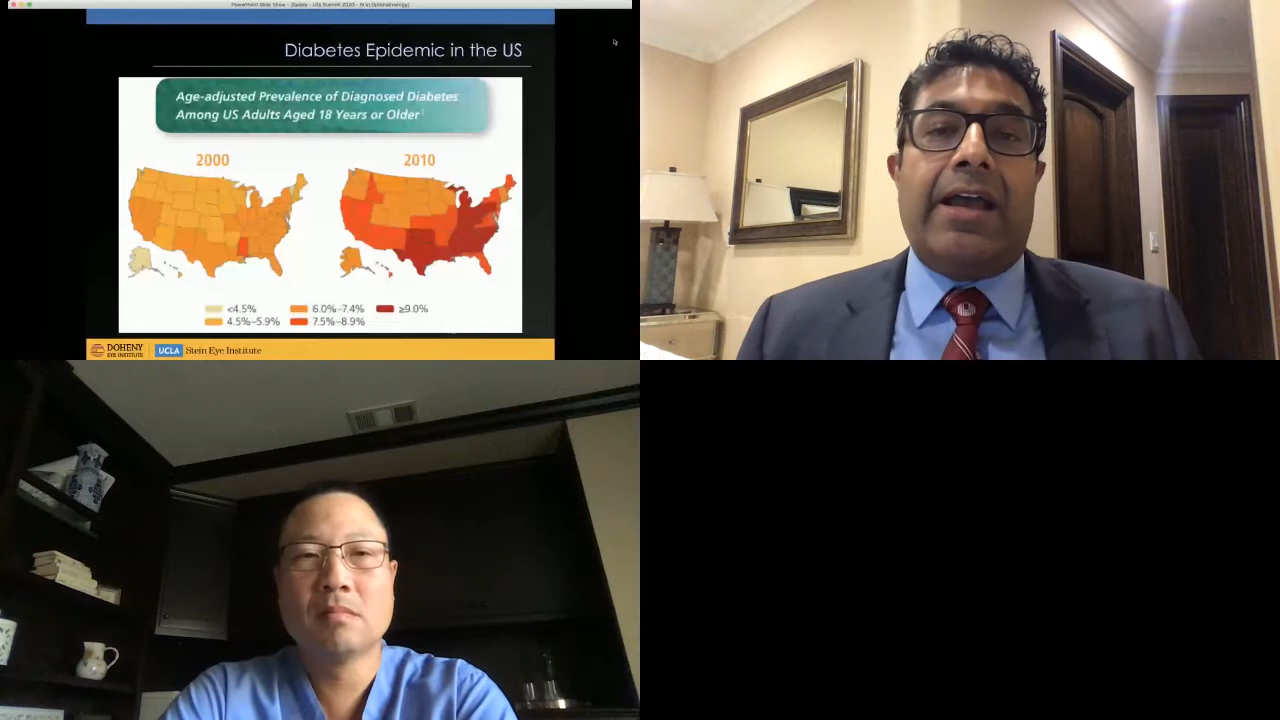 Diabetes Epidemic in the US
Age-adjusted Prevalence of Diagnosed Diabetes
Among US Adults Aged 18 Years or Older
2000
2010
<4.5%
6.0%–7.4%
≥9.0%
4.5%–5.9%
7.5%–8.9%
DOHENY
EYE INSTITUTE
UCLA
Stein Eye Institute